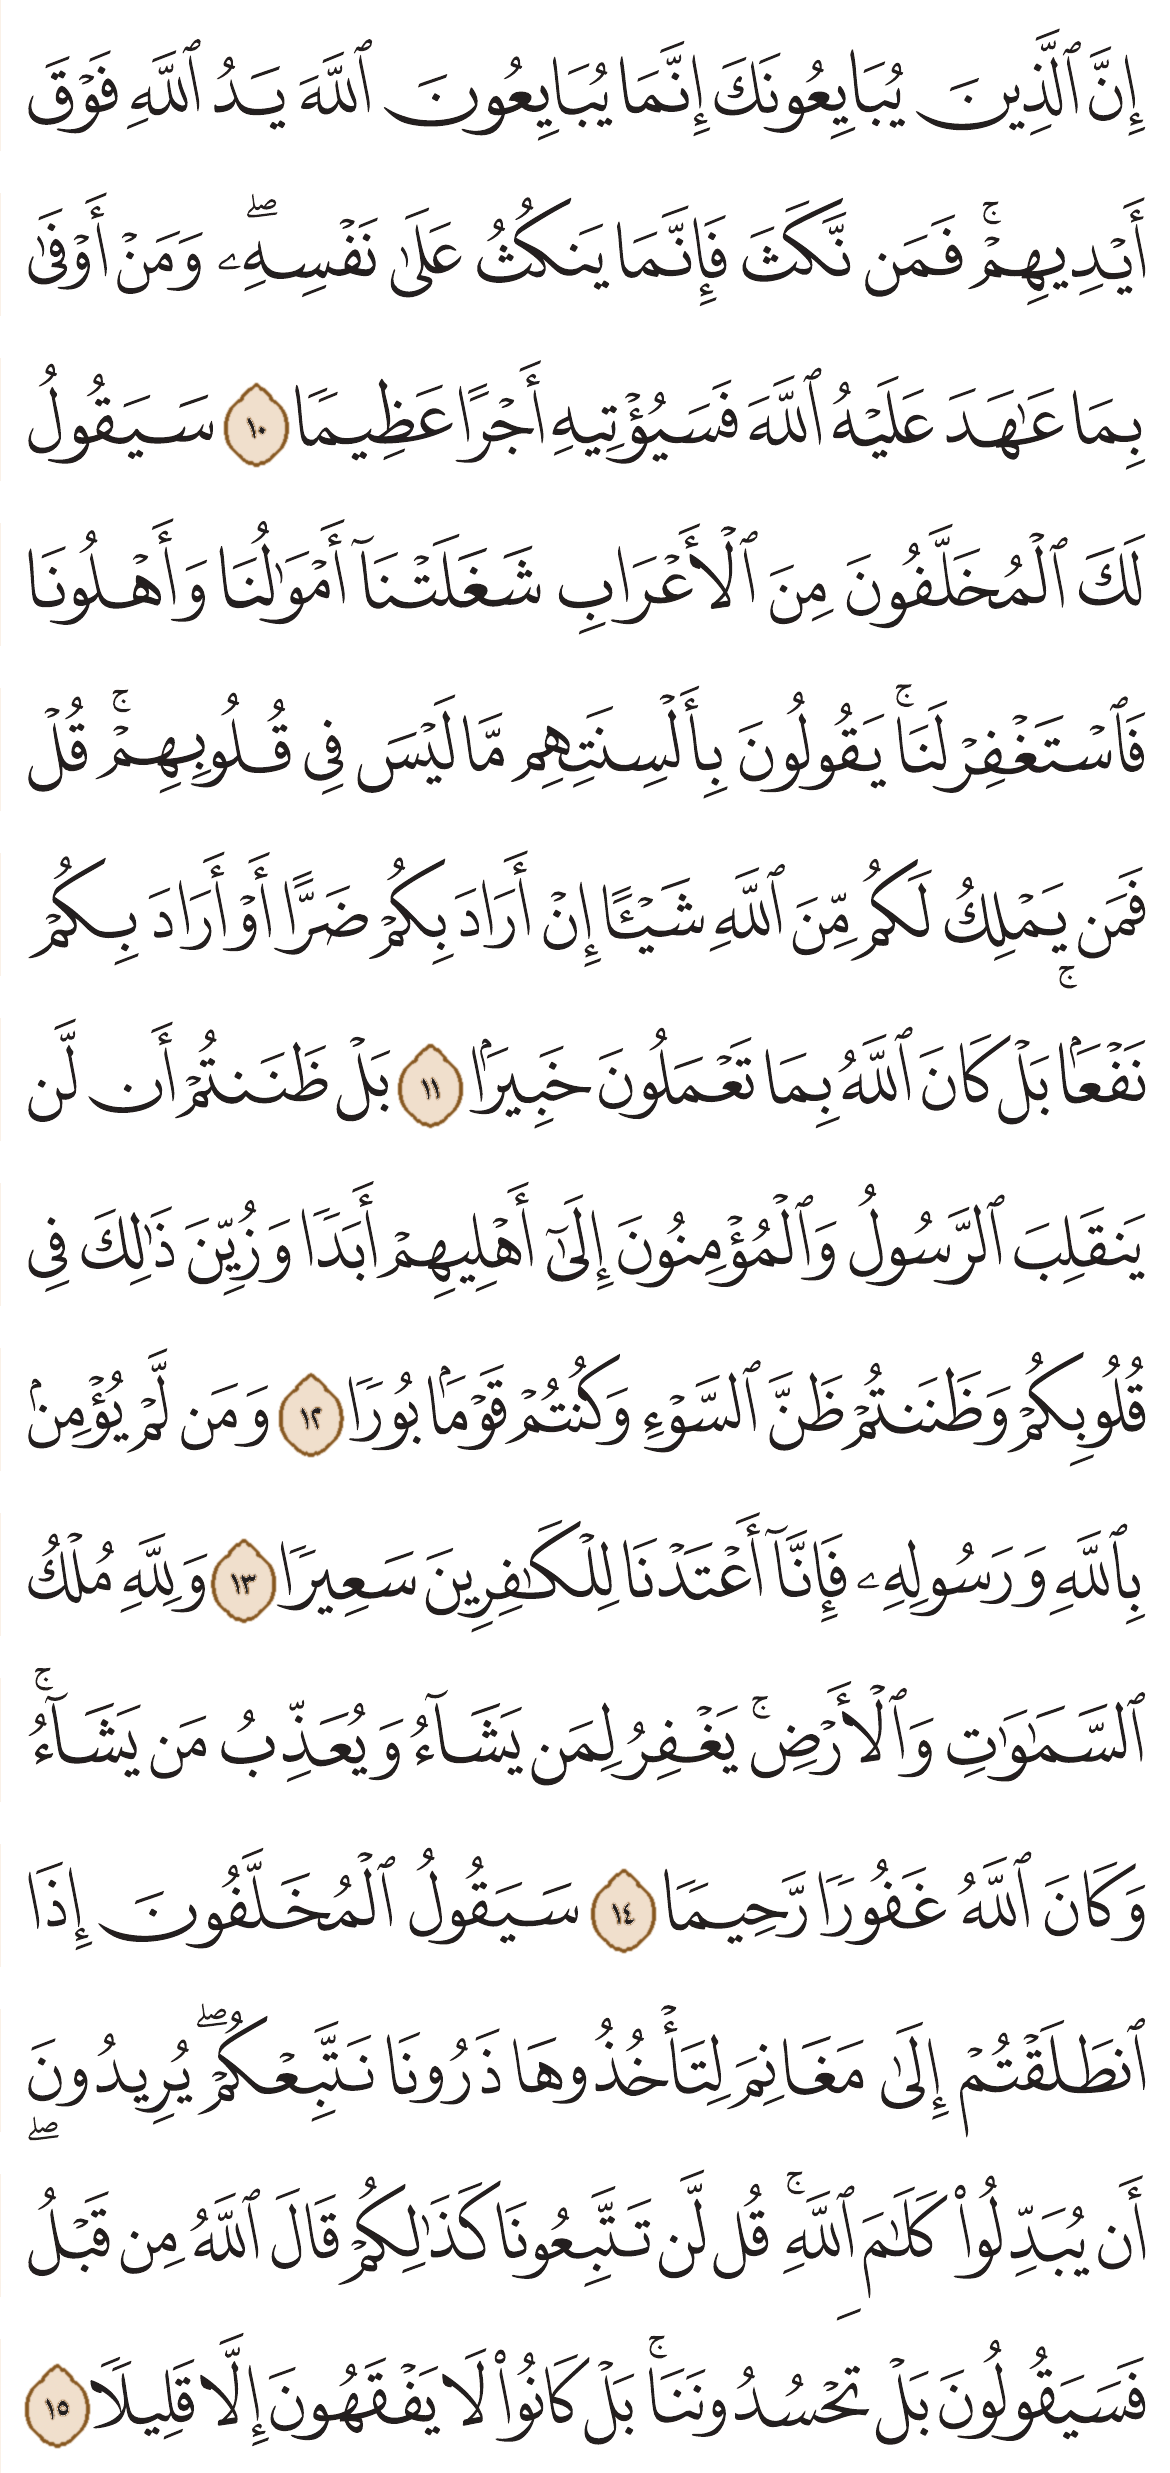 إِنَّ ٱلَّذِينَ يُبَايِعُونَكَ إِنَّمَا يُبَايِعُونَ ٱللَّهَ يَدُ ٱللَّهِ فَوۡقَ
أَيۡدِيهِمۡۚ فَمَن نَّكَثَ فَإِنَّمَا يَنكُثُ عَلَىٰ نَفۡسِهِۦۖ وَمَنۡ أَوۡفَىٰ
بِمَا عَٰهَدَ عَلَيۡهُ ٱللَّهَ فَسَيُؤۡتِيهِ أَجۡرًا عَظِيمٗا ١٠ سَيَقُولُ
لَكَ ٱلۡمُخَلَّفُونَ مِنَ ٱلۡأَعۡرَابِ شَغَلَتۡنَآ أَمۡوَٰلُنَا وَأَهۡلُونَا
فَٱسۡتَغۡفِرۡ لَنَاۚ يَقُولُونَ بِأَلۡسِنَتِهِم مَّا لَيۡسَ فِي قُلُوبِهِمۡۚ قُلۡ
فَمَن يَمۡلِكُ لَكُم مِّنَ ٱللَّهِ شَيۡـًٔا إِنۡ أَرَادَ بِكُمۡ ضَرًّا أَوۡ أَرَادَ بِكُمۡ
نَفۡعَۢاۚ بَلۡ كَانَ ٱللَّهُ بِمَا تَعۡمَلُونَ خَبِيرَۢا ١١ بَلۡ ظَنَنتُمۡ أَن لَّن
يَنقَلِبَ ٱلرَّسُولُ وَٱلۡمُؤۡمِنُونَ إِلَىٰٓ أَهۡلِيهِمۡ أَبَدٗا وَزُيِّنَ ذَٰلِكَ فِي
قُلُوبِكُمۡ وَظَنَنتُمۡ ظَنَّ ٱلسَّوۡءِ وَكُنتُمۡ قَوۡمَۢا بُورٗا ١٢ وَمَن لَّمۡ يُؤۡمِنۢ
بِٱللَّهِ وَرَسُولِهِۦ فَإِنَّآ أَعۡتَدۡنَا لِلۡكَٰفِرِينَ سَعِيرٗا ١٣ وَلِلَّهِ مُلۡكُ
ٱلسَّمَٰوَٰتِ وَٱلۡأَرۡضِۚ يَغۡفِرُ لِمَن يَشَآءُ وَيُعَذِّبُ مَن يَشَآءُۚ
وَكَانَ ٱللَّهُ غَفُورٗا رَّحِيمٗا ١٤ سَيَقُولُ ٱلۡمُخَلَّفُونَ إِذَا
ٱنطَلَقۡتُمۡ إِلَىٰ مَغَانِمَ لِتَأۡخُذُوهَا ذَرُونَا نَتَّبِعۡكُمۡۖ يُرِيدُونَ
أَن يُبَدِّلُواْ كَلَٰمَ ٱللَّهِۚ قُل لَّن تَتَّبِعُونَا كَذَٰلِكُمۡ قَالَ ٱللَّهُ مِن قَبۡلُۖ
فَسَيَقُولُونَ بَلۡ تَحۡسُدُونَنَاۚ بَلۡ كَانُواْ لَا يَفۡقَهُونَ إِلَّا قَلِيلٗا ١٥